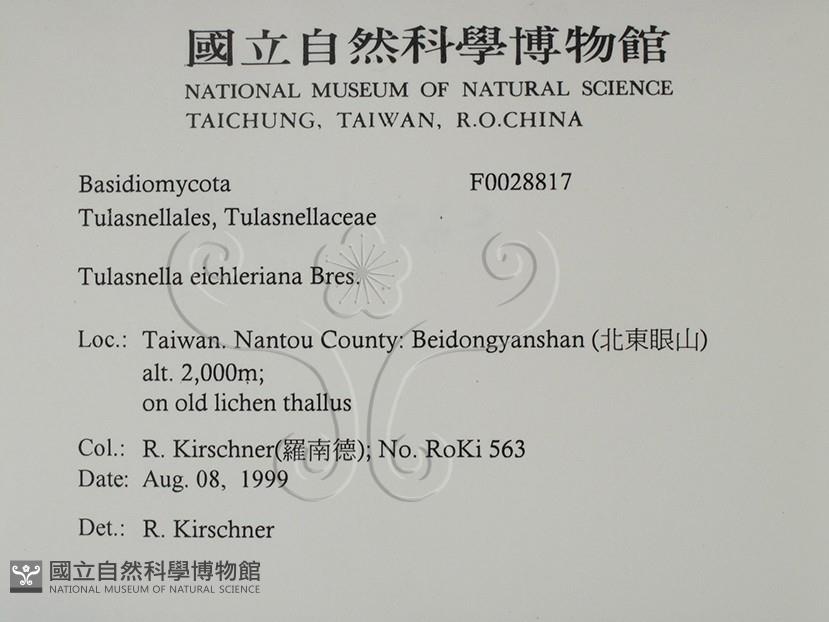 國立自然科學博物館
NATIONAL MUSEUM OF NATURAL SCIENCE
TAICHUNG, TAIWAN, R.O.CHINA
Basidiomycota F0028817
Tulasnellales, Tulasnellaceae
Tulasnella eichleriana Bres.
Loc.: Taiwan. Nantou County: Beidongyanshan (北東眼山)
alt. 2,000m;
on old lichen thallus
Col.: R. Kirschner(羅南德); No. RoKi 563
Date: Aug. 08, 1999
Det.: R. Kirschner
國立自然科學博物館
NATIONAL MUSEUM OF NATURAL SCIENCE